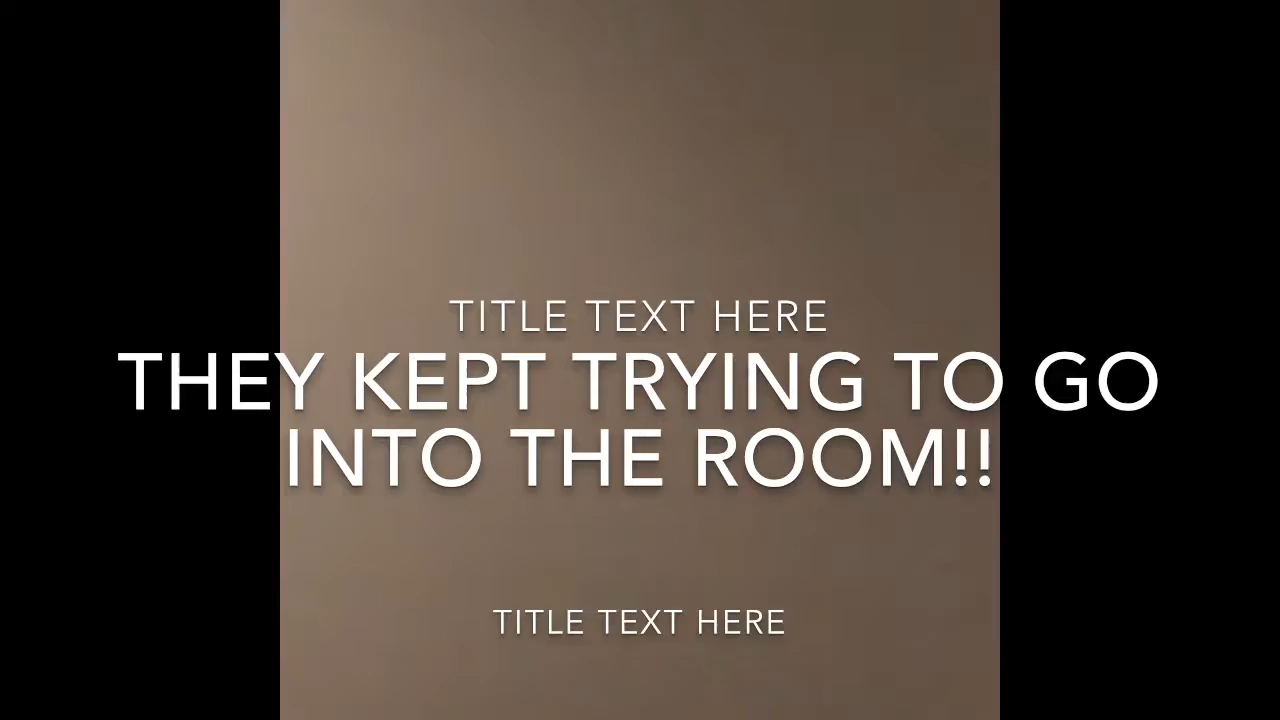 TITLE TEXT HERE
THEY KEPT TRYING TO GO
INTO THE ROOM!!
TITLE TEXT HERE